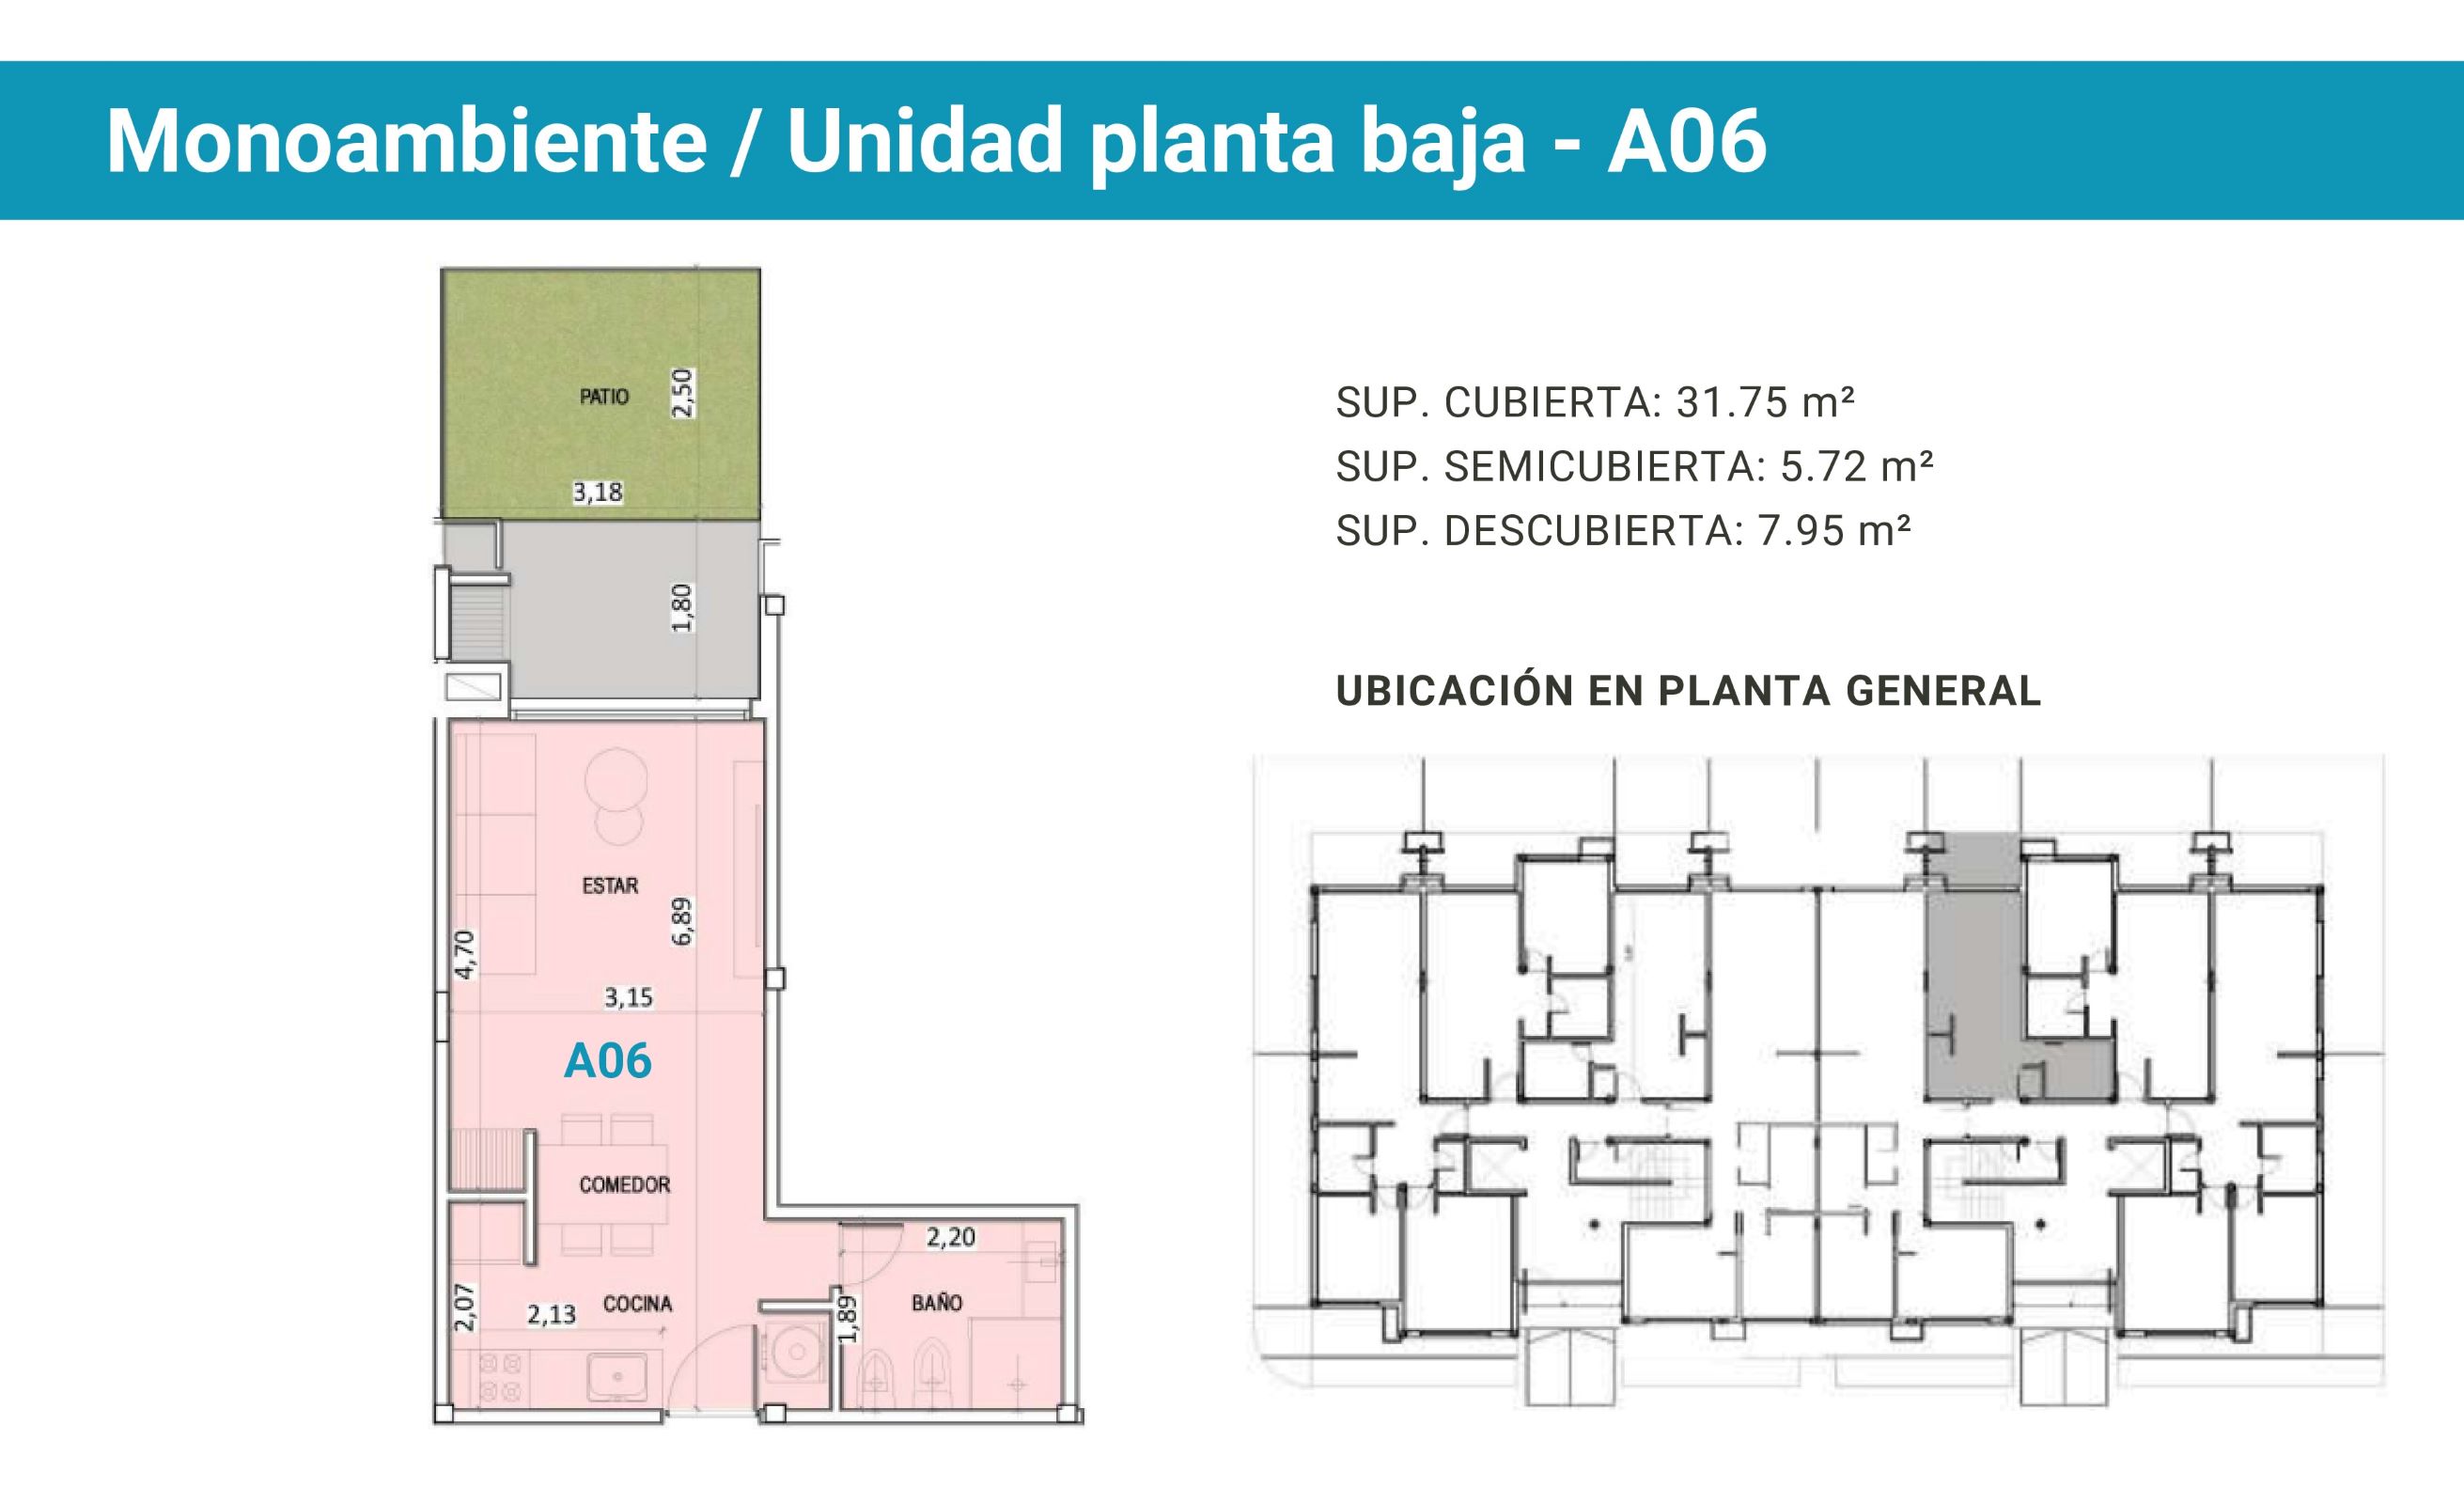 Monoambiente / Unidad planta baja - A06
PATIO
2,50
3,18
1,80
SUP. CUBIERTA: 31.75 m²
SUP. SEMICUBIERTA: 5.72 m²
SUP. DESCUBIERTA: 7.95 m²
UBICACIÓN EN PLANTA GENERAL
ESTAR
6,89
4,70
3,15
A06
COMEDOR
2,20
2,07
2,13
COCINA
1,89
BAÑO